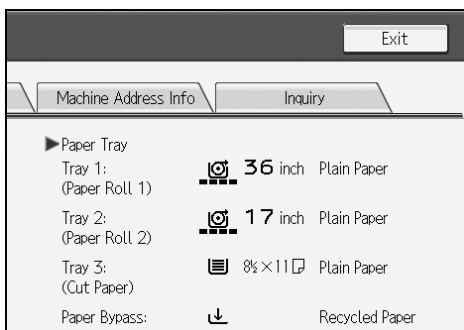 Exit
Machine Address Info
Inquiry
▶Paper Tray
Tray 1: 36 inch Plain Paper
(Paper Roll 1)
Tray 2: 17 inch Plain Paper
(Paper Roll 2)
Tray 3: 8½×11 Plain Paper
(Cut Paper)
Paper Bypass: Recycled Paper